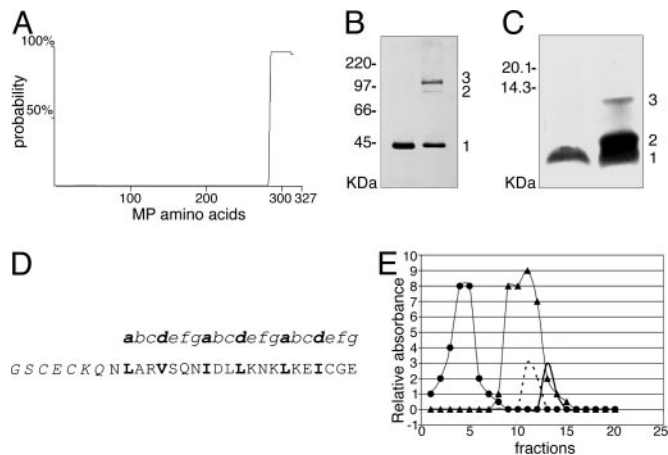 A
100%
50%
probability
100 200 300 327
MP amino acids
B
220-
97-
66-
45-
KDa
3
2
1
C
20.1-
14.3-
KDa
3
2
1
D
abcdefgabcdefgabcdefg
GSCECKQNLARVSQNIDLLKNKLKEICGE
E
Relative absorbance
10
9
8
7
6
5
4
3
2
1
0
-1
0 5 10 15 20 25
fractions